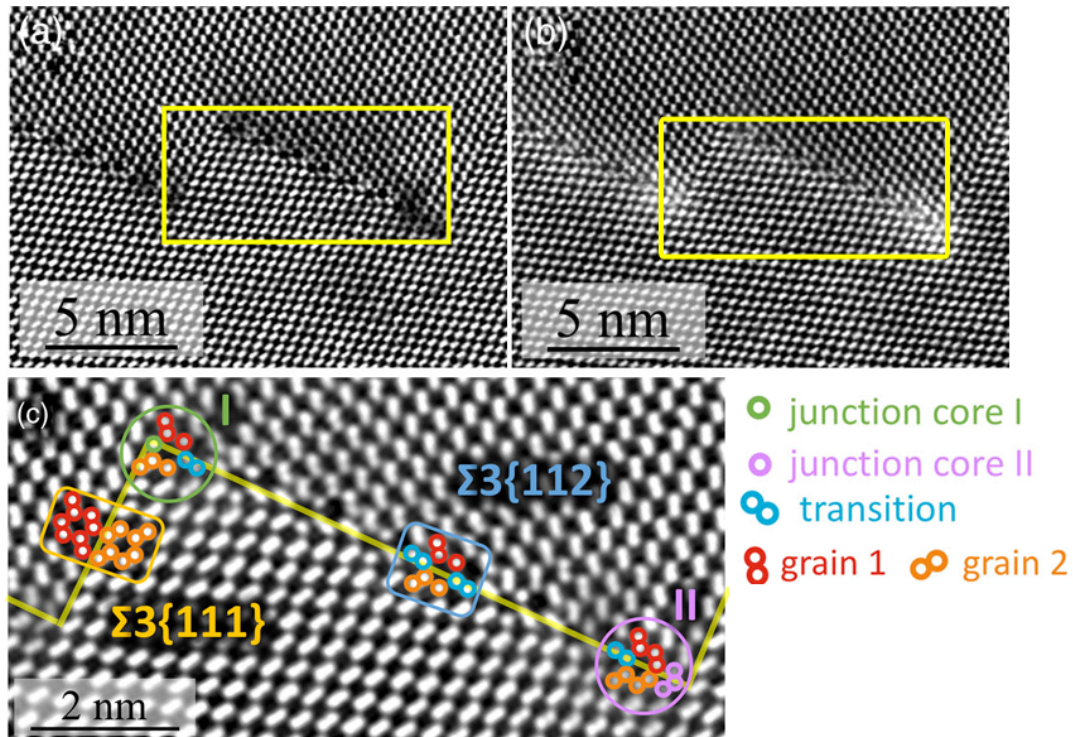 (a)
5 nm
(b)
5 nm
(c)
I
Σ3{112}
Σ3{111}
II
2 nm
junction core I
junction core II
transition
grain 1
grain 2